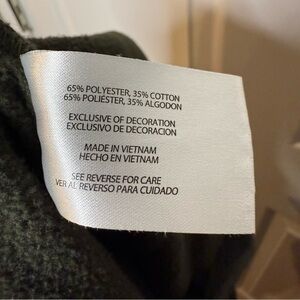 65% POLYESTER, 35% COTTON
65% POLIÉSTER, 35% ALGODON
EXCLUSIVE OF DECORATION
EXCLUSIVO DE DECORACION
MADE IN VIETNAM
HECHO EN VIETNAM
SEE REVERSE FOR CARE
VER AL REVERSO PARA CUIDADO